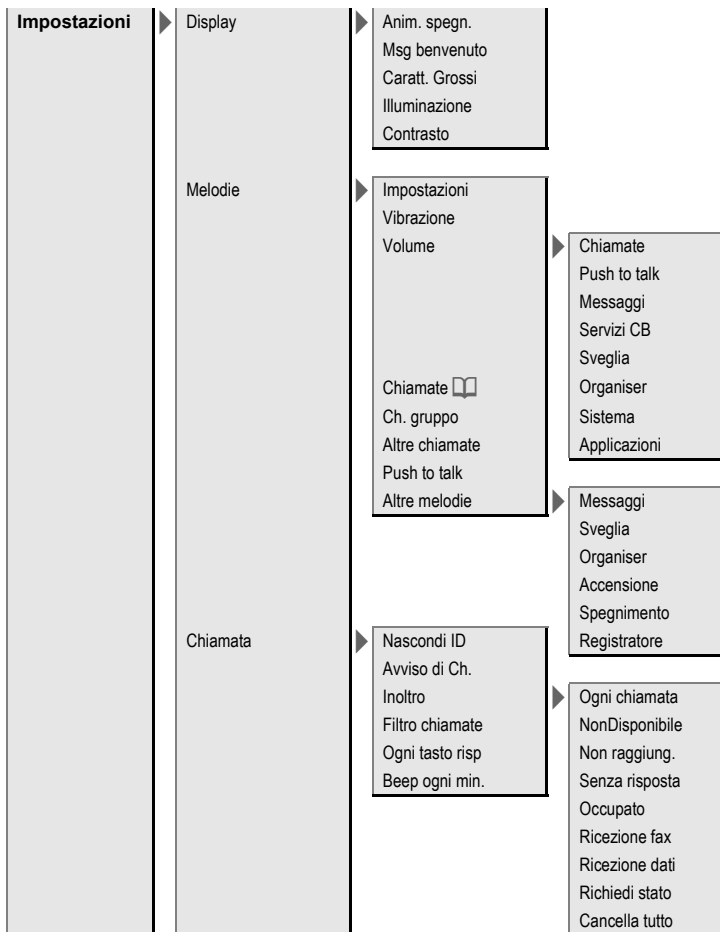 Impostazioni
Display
Anim. spegn.
Msg benvenuto
Caratt. Grossi
Illuminazione
Contrasto
Melodie
Impostazioni
Vibrazione
Volume
Chiamate
Push to talk
Messaggi
Servizi CB
Sveglia
Organiser
Sistema
Applicazioni
Chiamate
Ch. gruppo
Altre chiamate
Push to talk
Altre melodie
Messaggi
Sveglia
Organiser
Accensione
Spegnimento
Registratore
Chiamata
Nascondi ID
Avviso di Ch.
Inoltro
Ogni chiamata
NonDisponibile
Non raggiung.
Senza risposta
Occupato
Ricezione fax
Ricezione dati
Richiedi stato
Cancella tutto
Filtro chiamate
Ogni tasto risp
Beep ogni min.